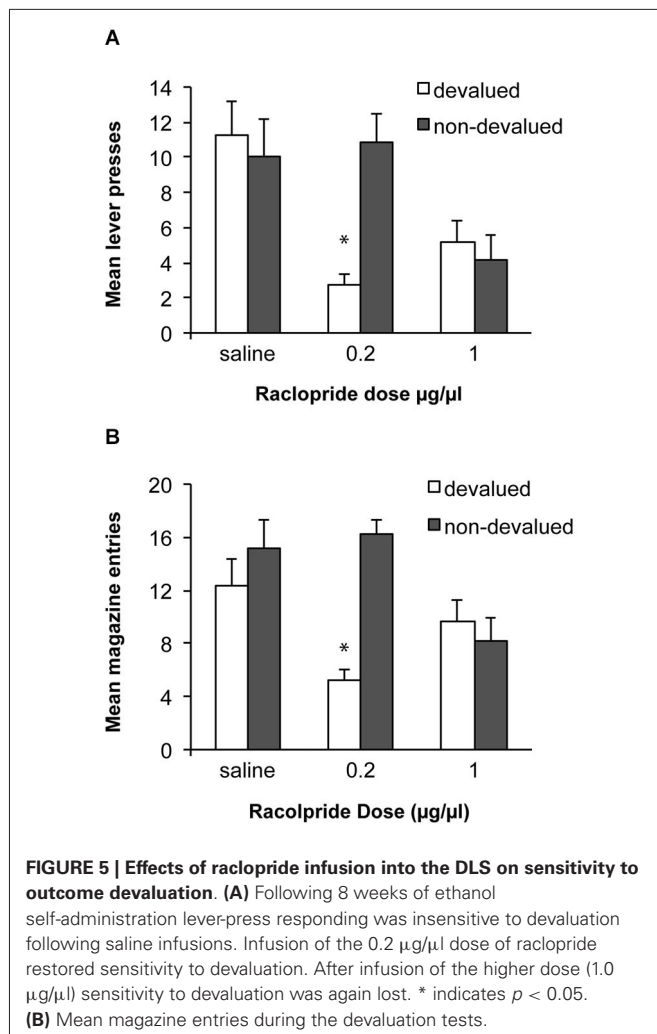 A
14
12
10
8
6
4
2
0
Mean lever presses
devalued
non-devalued
*
saline 0.2 1
Raclopride dose µg/µl
B
20
16
12
8
4
0
Mean magazine entries
devalued
non-devalued
*
saline 0.2 1
Racolpride Dose (µg/µl)
FIGURE 5 | Effects of raclopride infusion into the DLS on sensitivity to
outcome devaluation. (A) Following 8 weeks of ethanol
self-administration lever-press responding was insensitive to devaluation
following saline infusions. Infusion of the 0.2 µg/µl dose of raclopride
restored sensitivity to devaluation. After infusion of the higher dose (1.0
µg/µl) sensitivity to devaluation was again lost. * indicates p < 0.05.
(B) Mean magazine entries during the devaluation tests.